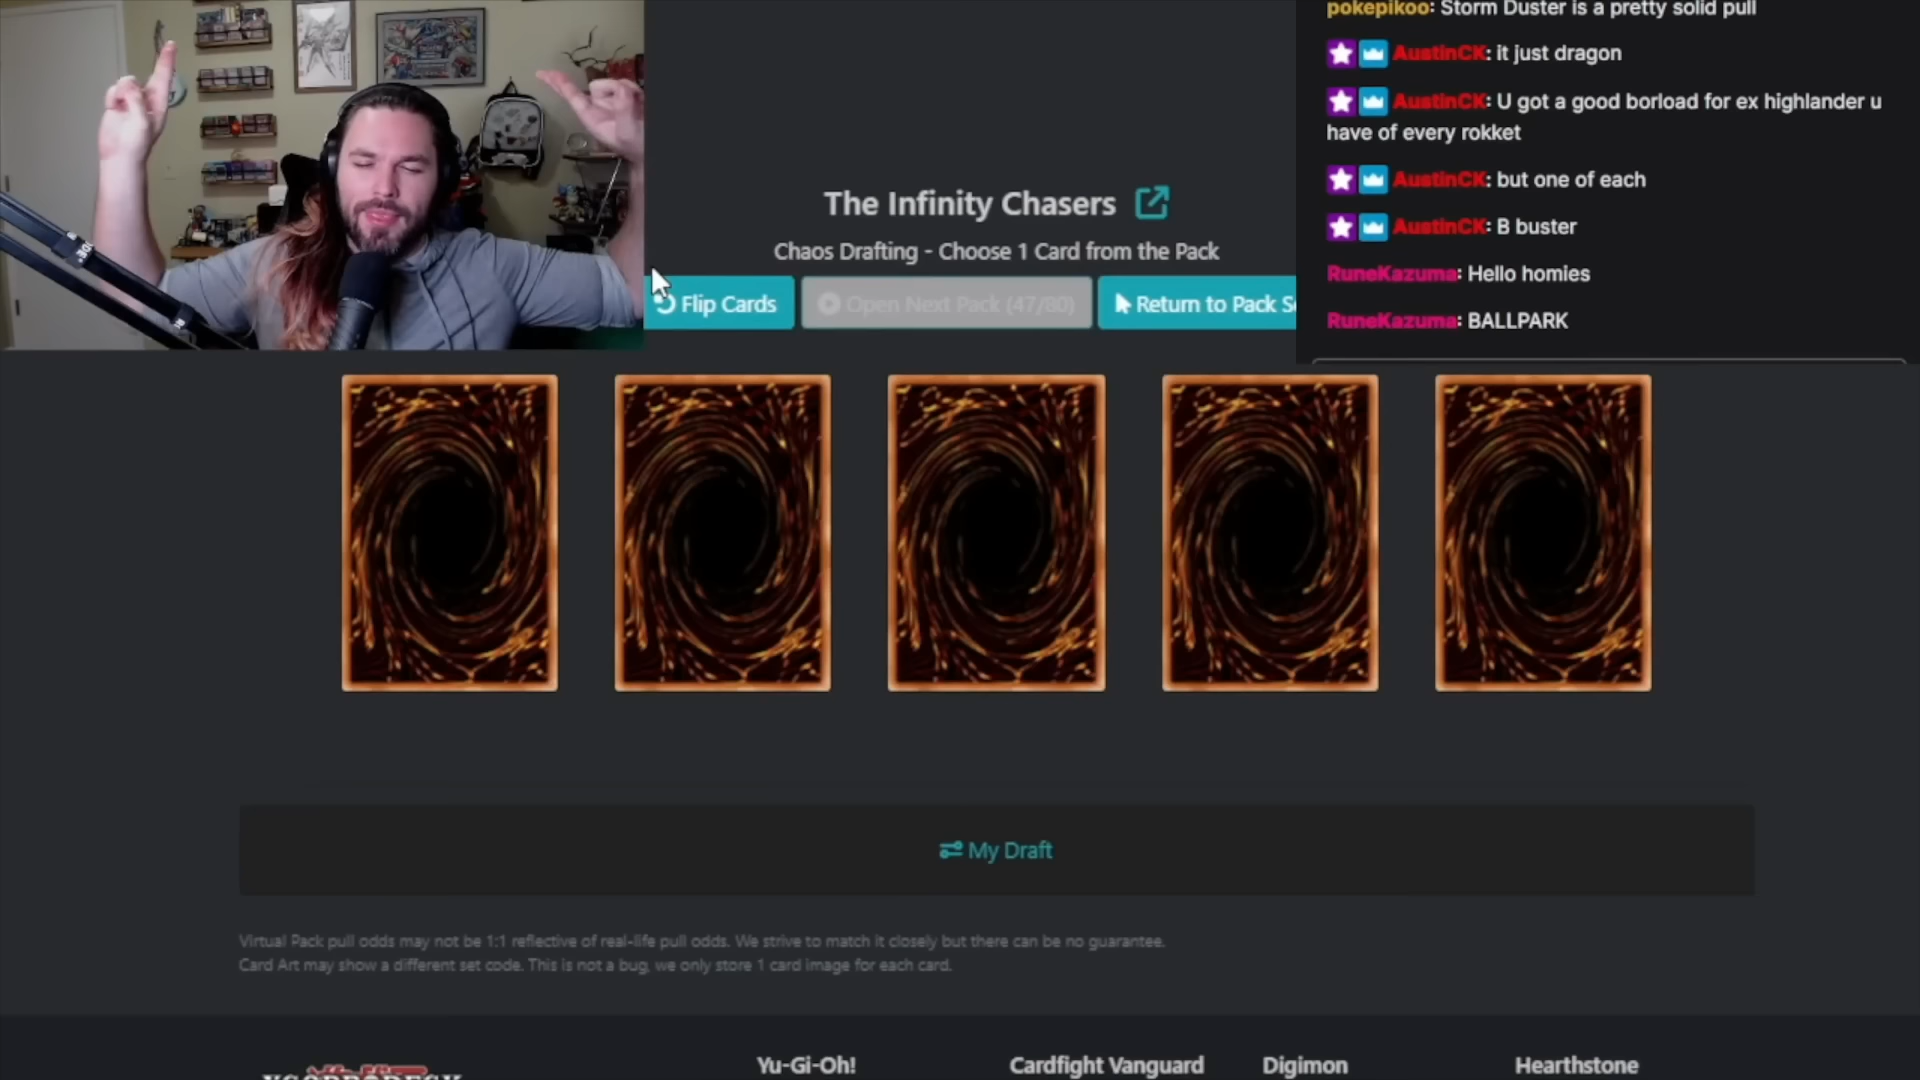 pokepikoo: Storm Duster is a pretty solid pull
AustinCK: it just dragon
AustinCK: U got a good borload for ex highlander u
have of every rokket
AustinCK: but one of each
AustinCK: B buster
RuneKazuma: Hello homies
RuneKazuma: BALLPARK
The Infinity Chasers
Chaos Drafting - Choose 1 Card from the Pack
Flip Cards
Open Next Pack (47/80)
Return to Pack S
My Draft
Virtual Pack pull odds may not be 1:1 reflective of real-life pull odds. We strive to match it closely but there can be no guarantee.
Card Art may show a different set code. This is not a bug, we only store 1 card image for each card.
Yu-Gi-Oh!
Cardfight Vanguard
Digimon
Hearthstone